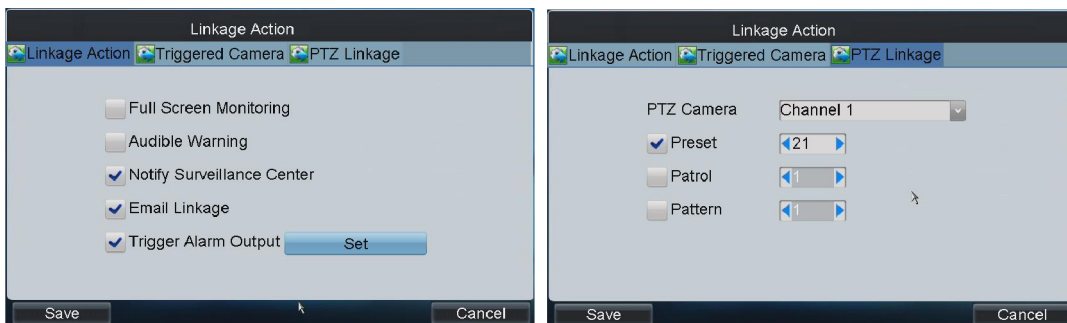 Linkage Action
Linkage Action Triggered Camera PTZ Linkage
Full Screen Monitoring
Audible Warning
Notify Surveillance Center
Email Linkage
Trigger Alarm Output Set
Save Cancel
Linkage Action
Linkage Action Triggered Camera PTZ Linkage
PTZ Camera Channel 1
Preset 21
Patrol 1
Pattern 1
Save Cancel